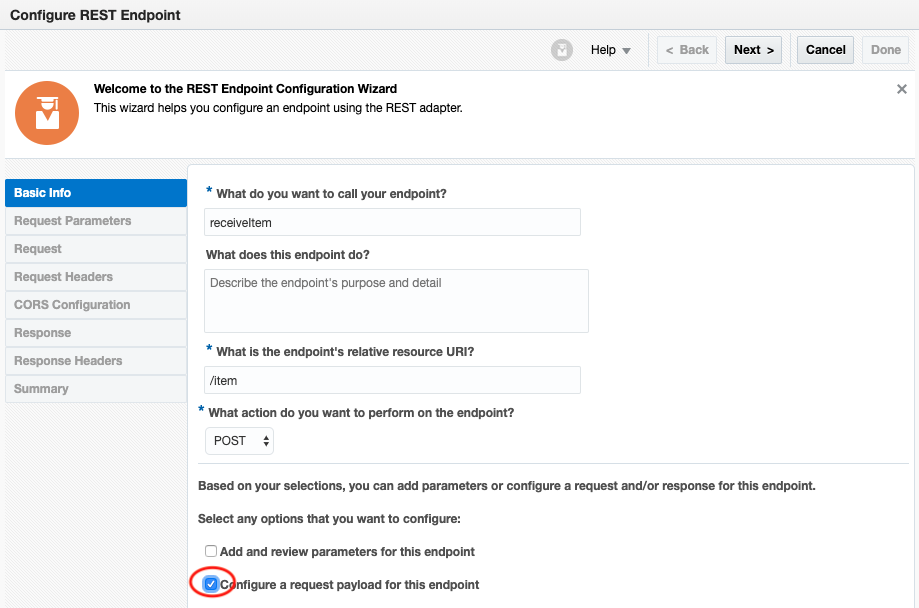 Configure REST Endpoint
Help
< Back
Next >
Cancel
Done
Welcome to the REST Endpoint Configuration Wizard
This wizard helps you configure an endpoint using the REST adapter.
Basic Info
Request Parameters
Request
Request Headers
CORS Configuration
Response
Response Headers
Summary
* What do you want to call your endpoint?
receiveItem
What does this endpoint do?
Describe the endpoint's purpose and detail
* What is the endpoint's relative resource URI?
/item
* What action do you want to perform on the endpoint?
POST
Based on your selections, you can add parameters or configure a request and/or response for this endpoint.
Select any options that you want to configure:
Add and review parameters for this endpoint
Configure a request payload for this endpoint